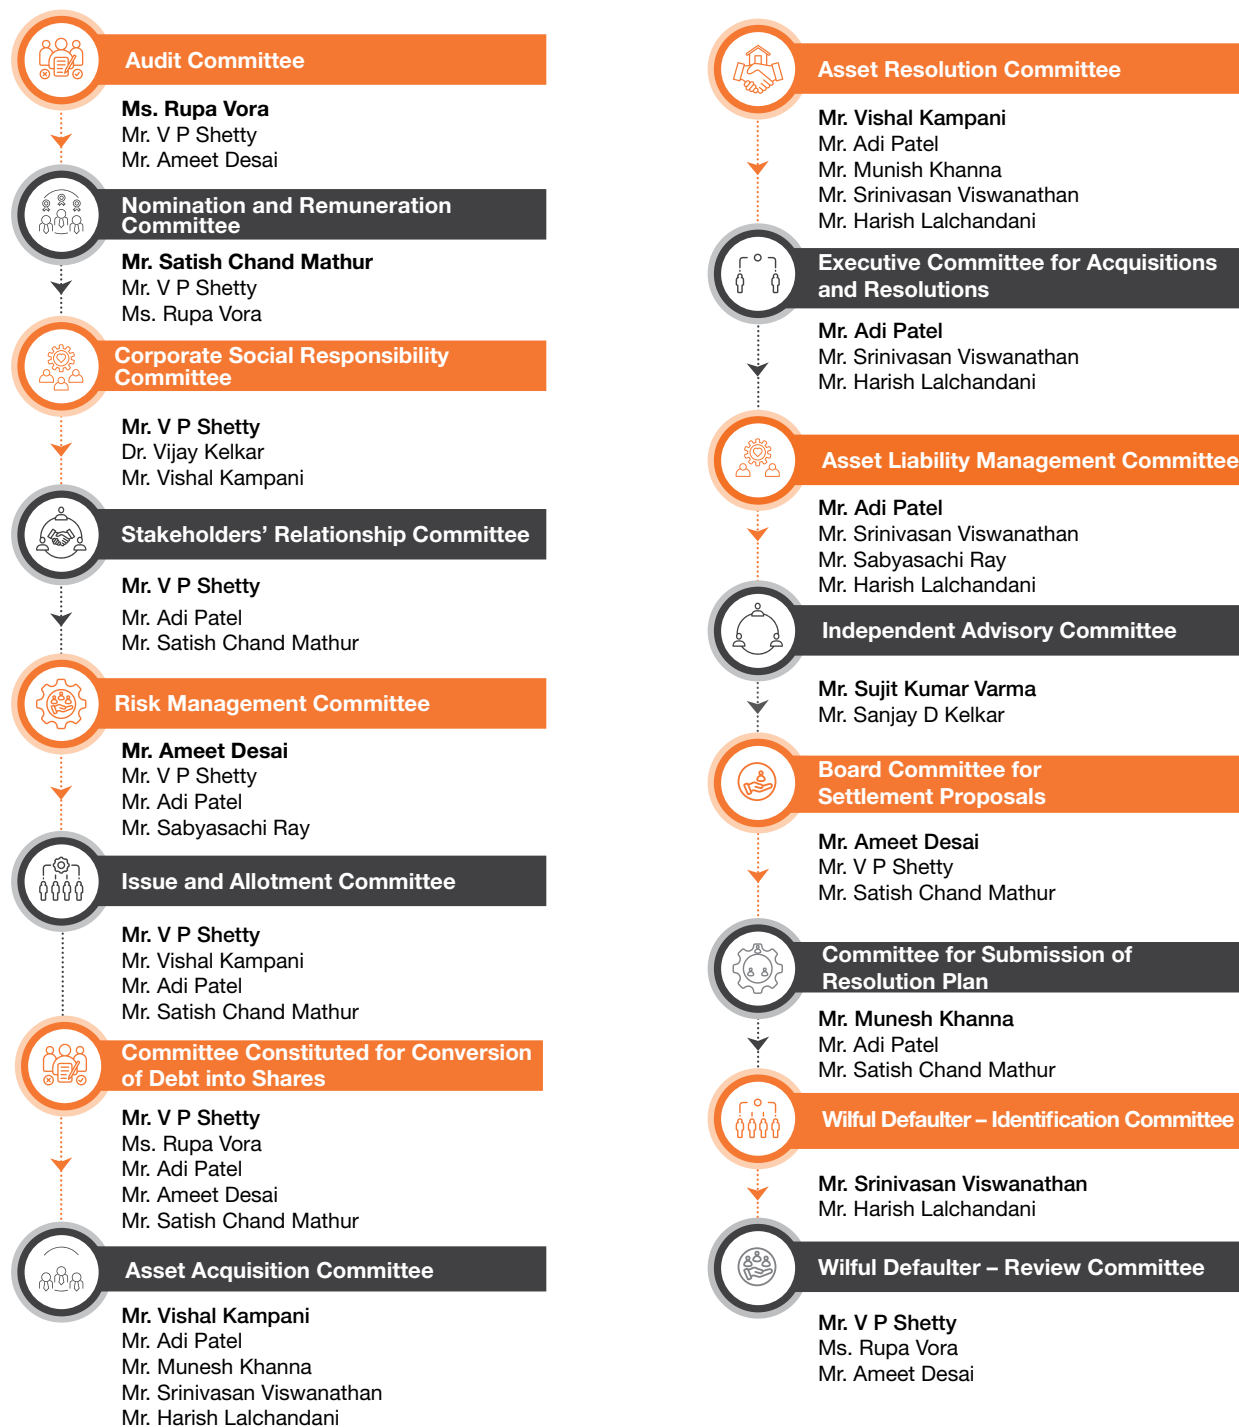 Audit Committee
Ms. Rupa Vora
Mr. V P Shetty
Mr. Ameet Desai
Nomination and Remuneration
Committee
Mr. Satish Chand Mathur
Mr. V P Shetty
Ms. Rupa Vora
Corporate Social Responsibility
Committee
Mr. V P Shetty
Dr. Vijay Kelkar
Mr. Vishal Kampani
Stakeholders’ Relationship Committee
Mr. V P Shetty
Mr. Adi Patel
Mr. Satish Chand Mathur
Risk Management Committee
Mr. Ameet Desai
Mr. V P Shetty
Mr. Adi Patel
Mr. Sabyasachi Ray
Issue and Allotment Committee
Mr. V P Shetty
Mr. Vishal Kampani
Mr. Adi Patel
Mr. Satish Chand Mathur
Committee Constituted for Conversion
of Debt into Shares
Mr. V P Shetty
Ms. Rupa Vora
Mr. Adi Patel
Mr. Ameet Desai
Mr. Satish Chand Mathur
Asset Acquisition Committee
Mr. Vishal Kampani
Mr. Adi Patel
Mr. Munesh Khanna
Mr. Srinivasan Viswanathan
Mr. Harish Lalchandani
Asset Resolution Committee
Mr. Vishal Kampani
Mr. Adi Patel
Mr. Munish Khanna
Mr. Srinivasan Viswanathan
Mr. Harish Lalchandani
Executive Committee for Acquisitions
and Resolutions
Mr. Adi Patel
Mr. Srinivasan Viswanathan
Mr. Harish Lalchandani
Asset Liability Management Committee
Mr. Adi Patel
Mr. Srinivasan Viswanathan
Mr. Sabyasachi Ray
Mr. Harish Lalchandani
Independent Advisory Committee
Mr. Sujit Kumar Varma
Mr. Sanjay D Kelkar
Board Committee for
Settlement Proposals
Mr. Ameet Desai
Mr. V P Shetty
Mr. Satish Chand Mathur
Committee for Submission of
Resolution Plan
Mr. Munesh Khanna
Mr. Adi Patel
Mr. Satish Chand Mathur
Wilful Defaulter – Identification Committee
Mr. Srinivasan Viswanathan
Mr. Harish Lalchandani
Wilful Defaulter – Review Committee
Mr. V P Shetty
Ms. Rupa Vora
Mr. Ameet Desai